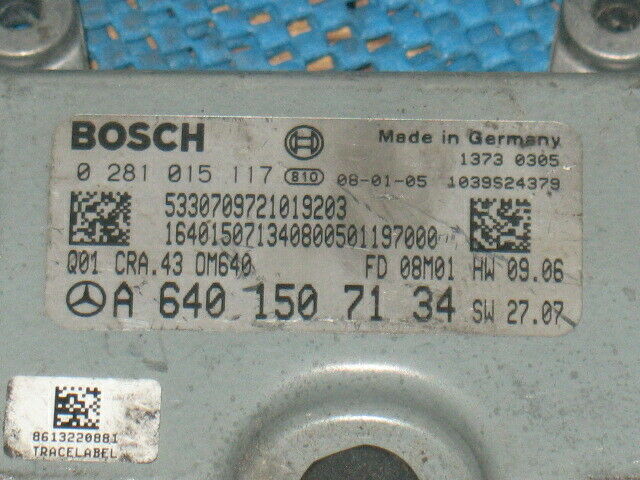 BOSCH
Made in Germany
1373 0305
0 281 015 117 810 08-01-05 1039S24379
5330709721019203
1640150713400800501197000
Q01 CRA.43 OM640 FD 08M01 HW 09.06
A 640 150 71 34 SW 27.07
8613220881
TRACELABEL